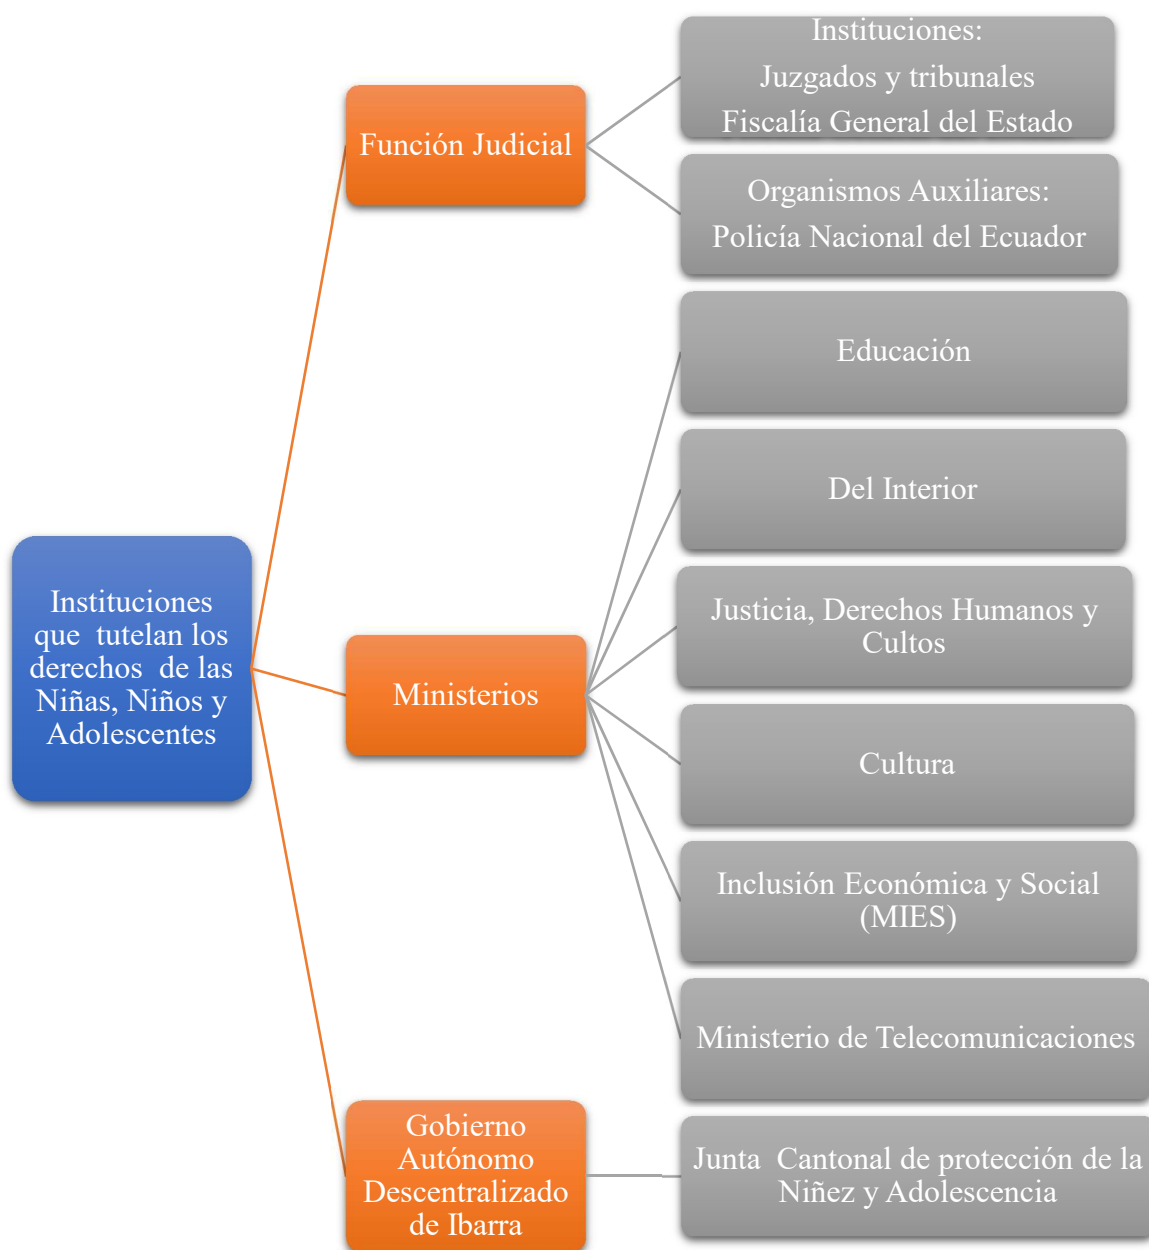 Instituciones
que tutelan los
derechos de las
Niñas, Niños y
Adolescentes
Función Judicial
Instituciones:
Juzgados y tribunales
Fiscalía General del Estado
Organismos Auxiliares:
Policía Nacional del Ecuador
Ministerios
Educación
Del Interior
Justicia, Derechos Humanos y
Cultos
Cultura
Inclusión Económica y Social
(MIES)
Ministerio de Telecomunicaciones
Gobierno
Autónomo
Descentralizado
de Ibarra
Junta Cantonal de protección de la
Niñez y Adolescencia